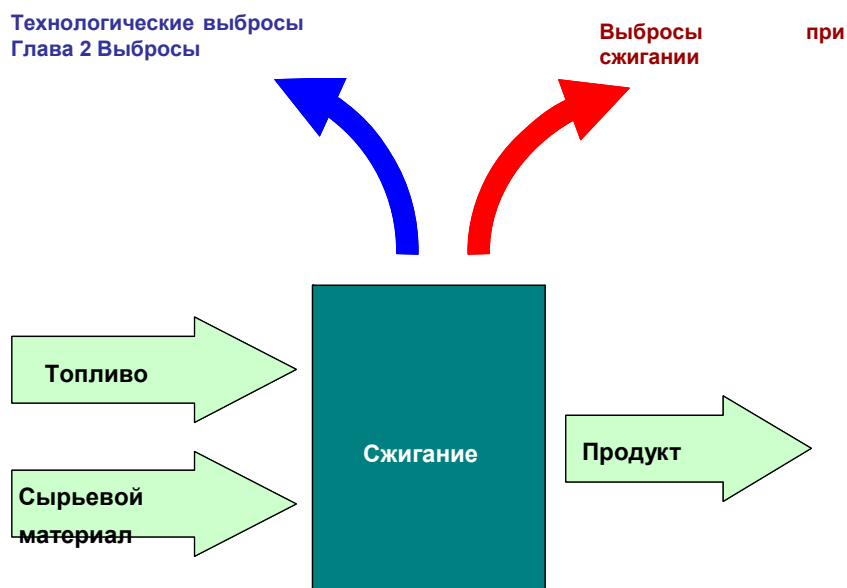 Технологические выбросы
Глава 2 Выбросы
Выбросы при
сжигании
Топливо
Сжигание
Продукт
Сырьевой
материал